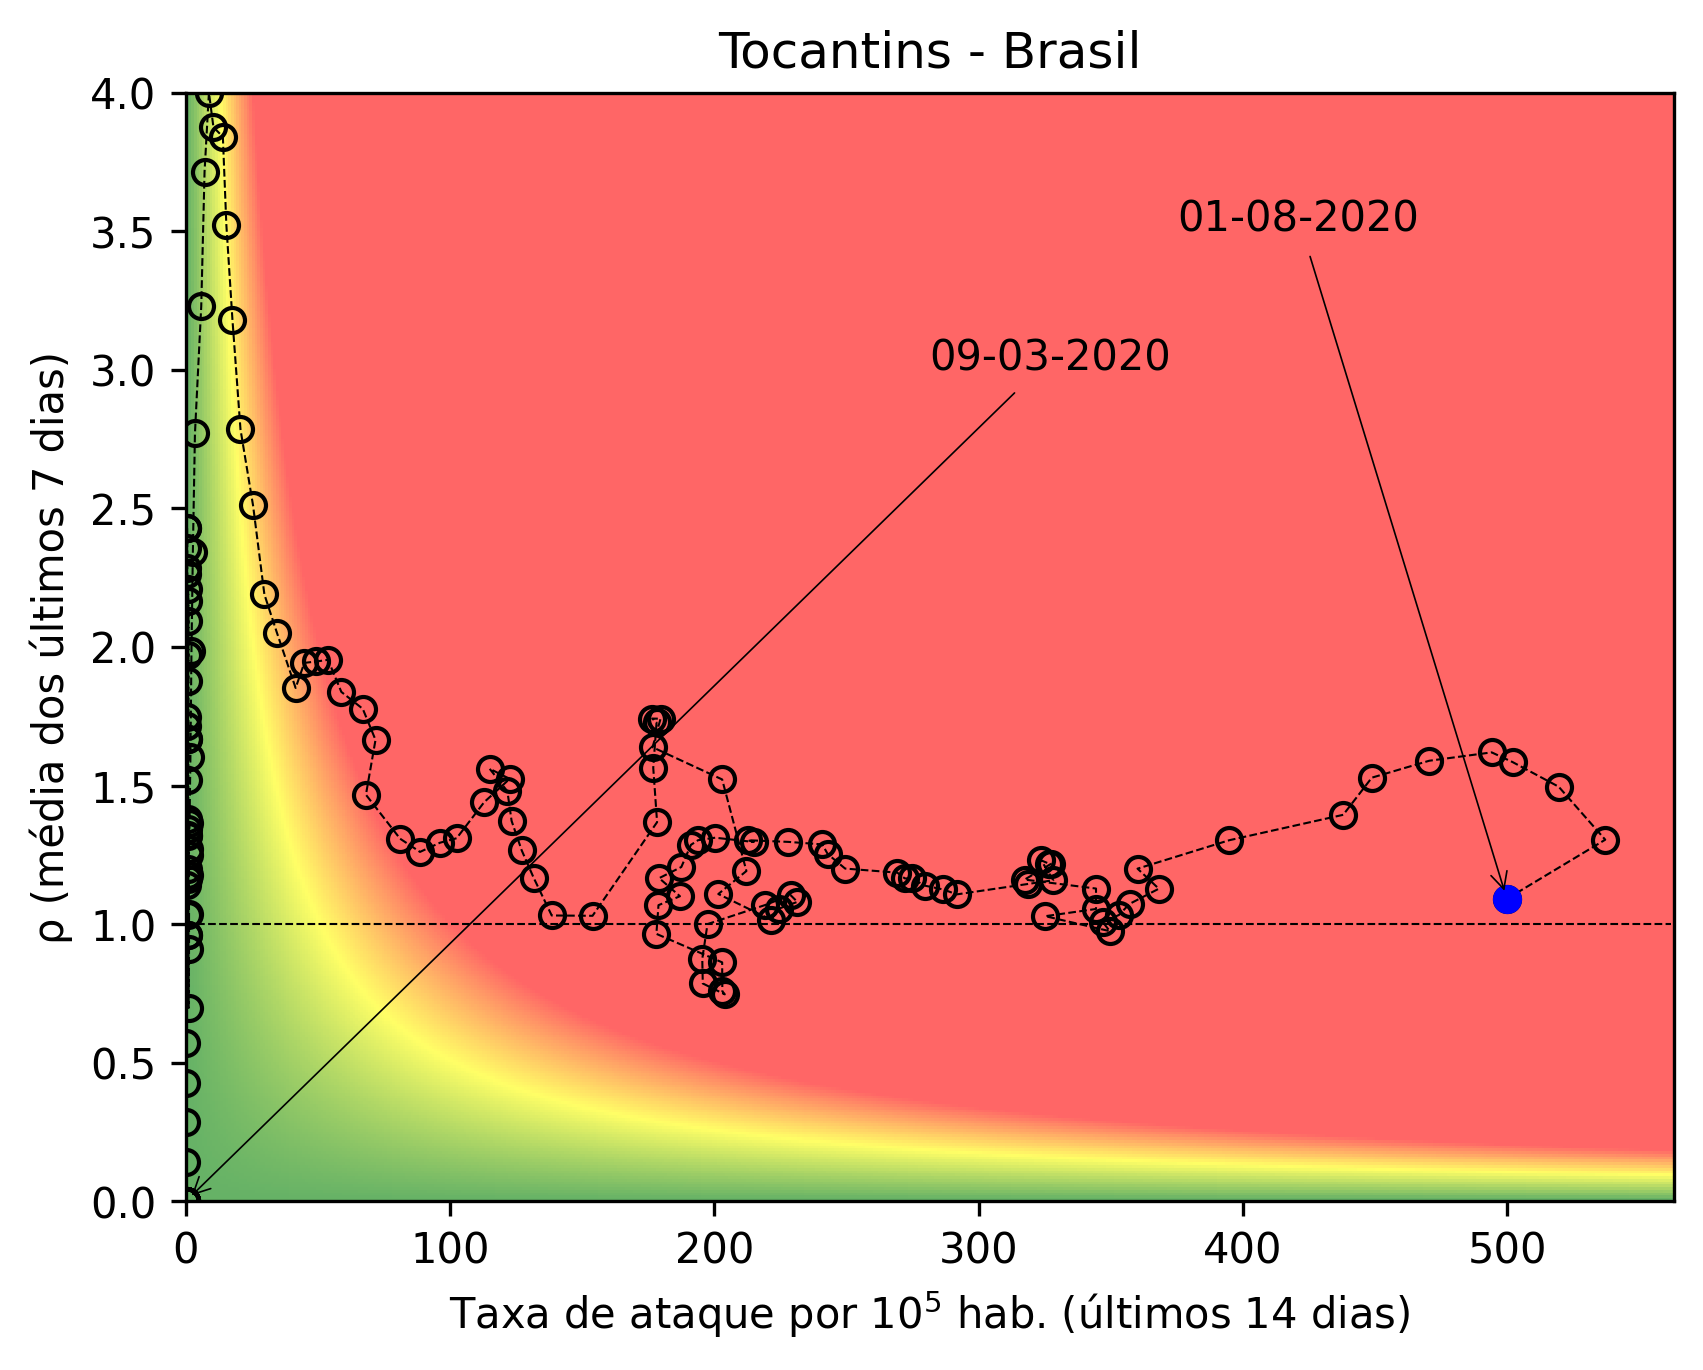 Tocantins - Brasil
4.0
3.5
3.0
2.5
2.0
1.5
1.0
0.5
0.0
ρ (média dos últimos 7 dias)
01-08-2020
09-03-2020
0 100 200 300 400 500
Taxa de ataque por 10⁵ hab. (últimos 14 dias)